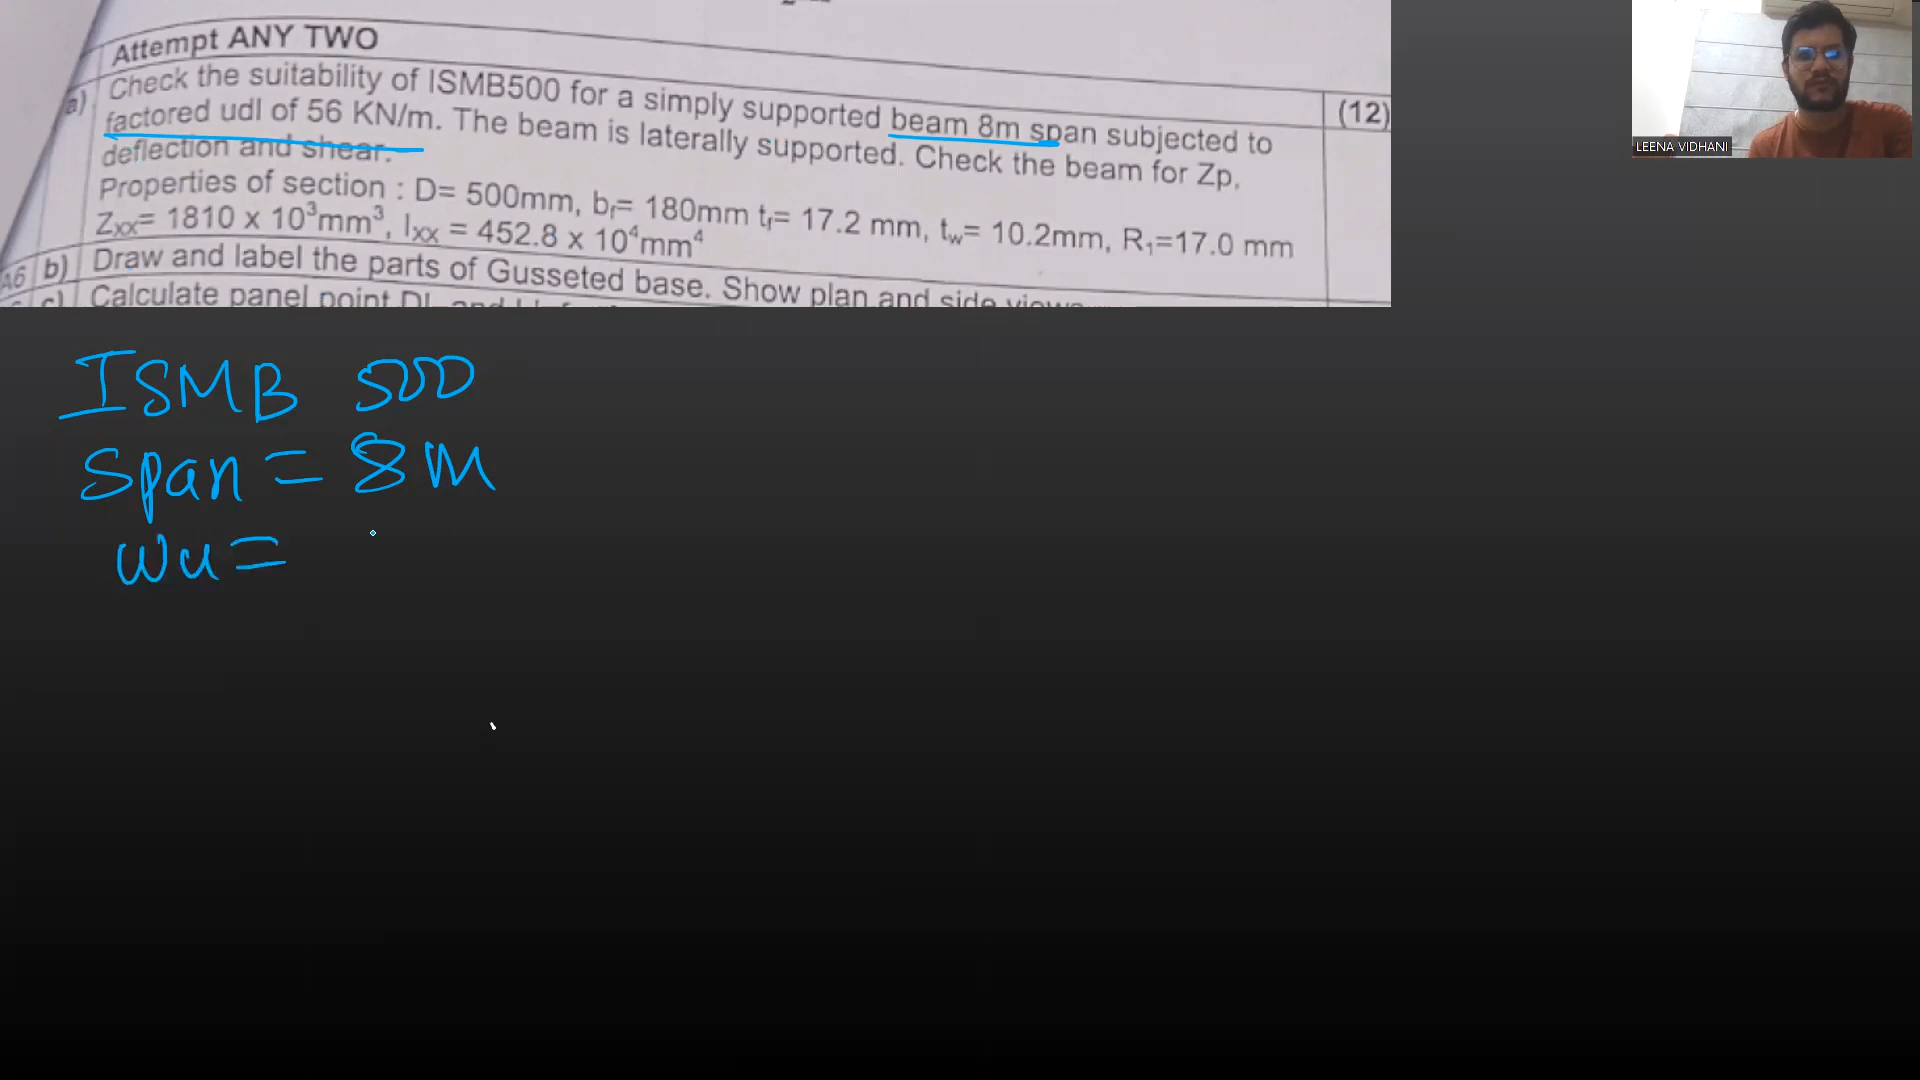 Attempt ANY TWO
a) Check the suitability of ISMB500 for a simply supported beam 8m span subjected to (12)
factored udl of 56 KN/m. The beam is laterally supported. Check the beam for Zp,
deflection and shear.
Properties of section : D= 500mm, bf= 180mm tf= 17.2 mm, tw= 10.2mm, R1=17.0 mm
Zxx= 1810 x 10³mm³, Ixx = 452.8 x 10⁴mm⁴
A6 b) Draw and label the parts of Gusseted base. Show plan and side views
c) Calculate panel point DL and
LEENA VIDHANI
ISMB 500
Span = 8m
wu =